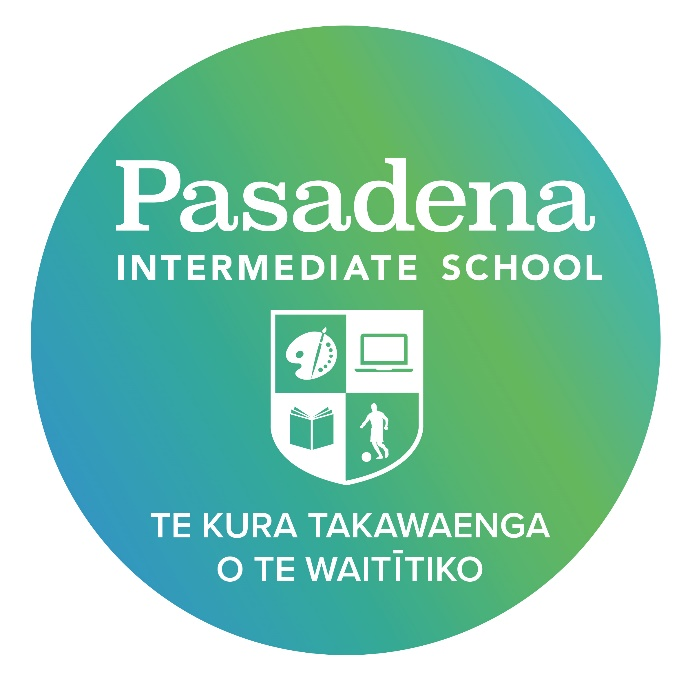 Pasadena
INTERMEDIATE SCHOOL
TE KURA TAKAWAENGA
O TE WAITĪTIKO